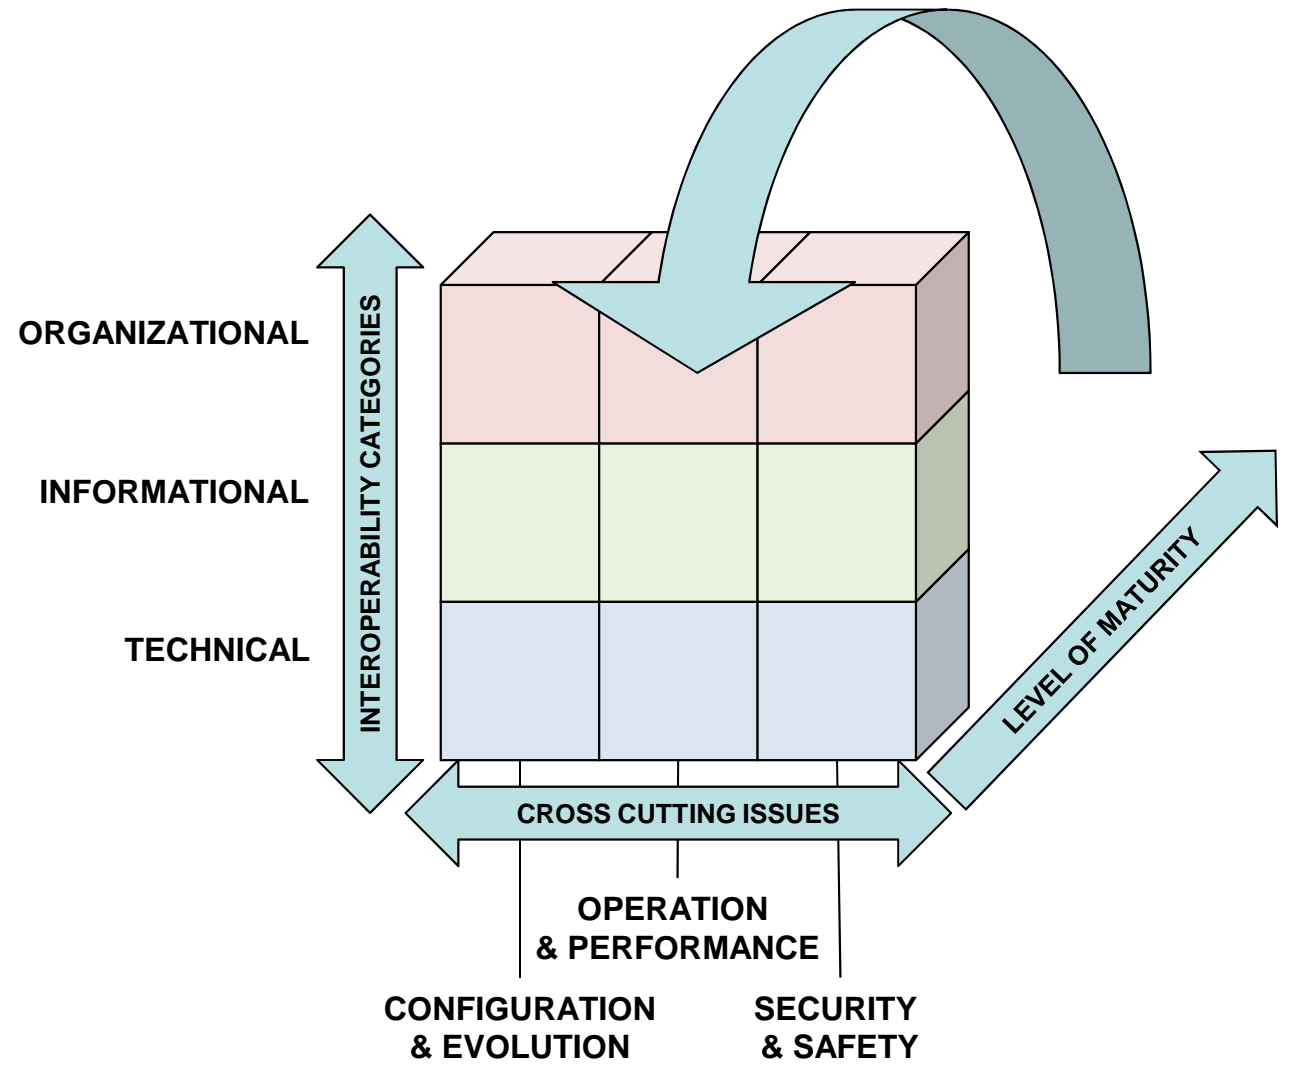 ORGANIZATIONAL
INFORMATIONAL
TECHNICAL
INTEROPERABILITY CATEGORIES
LEVEL OF MATURITY
CROSS CUTTING ISSUES
OPERATION
& PERFORMANCE
CONFIGURATION
& EVOLUTION
SECURITY
& SAFETY